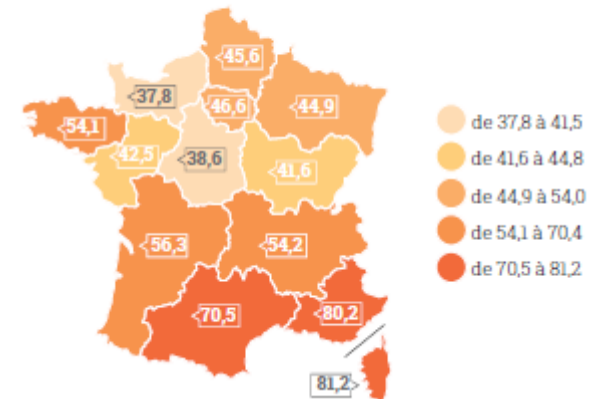 45,6
37,8
46,6
44,9
54,1
42,5
38,6
41,6
56,3
54,2
70,5
80,2
81,2
de 37,8 à 41,5
de 41,6 à 44,8
de 44,9 à 54,0
de 54,1 à 70,4
de 70,5 à 81,2